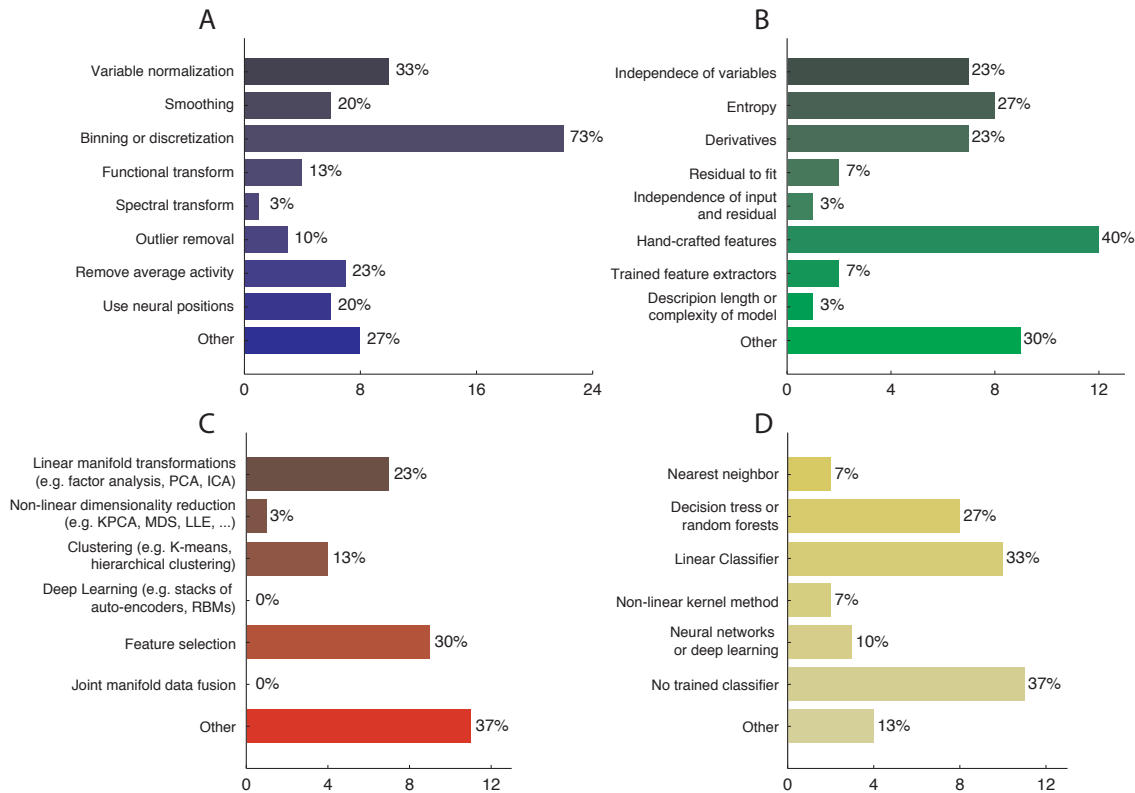 A
Variable normalization 33%
Smoothing 20%
Binning or discretization 73%
Functional transform 13%
Spectral transform 3%
Outlier removal 10%
Remove average activity 23%
Use neural positions 20%
Other 27%
0 8 16 24
B
Independece of variables 23%
Entropy 27%
Derivatives 23%
Residual to fit 7%
Independence of input
and residual 3%
Hand-crafted features 40%
Trained feature extractors 7%
Descripion length or
complexity of model 3%
Other 30%
0 4 8 12
C
Linear manifold transformations
(e.g. factor analysis, PCA, ICA) 23%
Non-linear dimensionality reduction
(e.g. KPCA, MDS, LLE, ...) 3%
Clustering (e.g. K-means,
hierarchical clustering) 13%
Deep Learning (e.g. stacks of
auto-encoders, RBMs) 0%
Feature selection 30%
Joint manifold data fusion 0%
Other 37%
0 4 8 12
D
Nearest neighbor 7%
Decision tress or
random forests 27%
Linear Classifier 33%
Non-linear kernel method 7%
Neural networks
or deep learning 10%
No trained classifier 37%
Other 13%
0 4 8 12